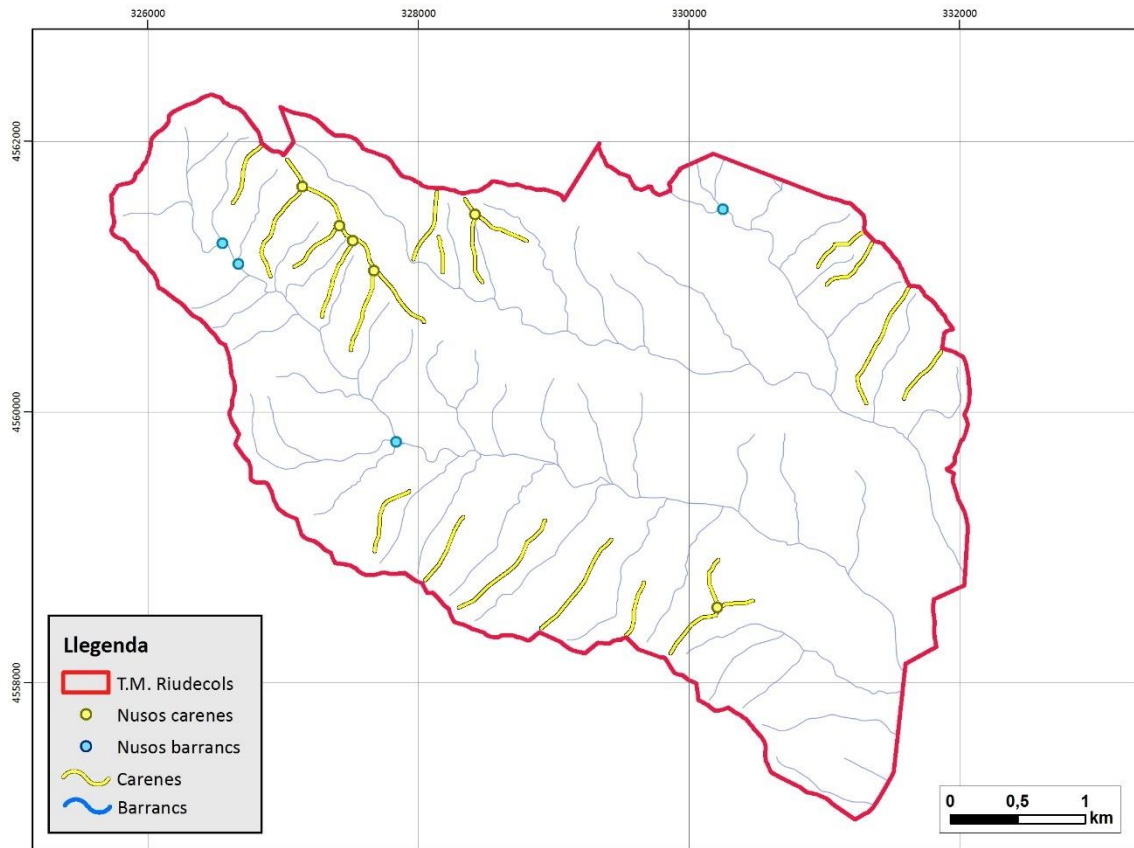 326000
328000
330000
332000
4562000
4560000
4558000
Llegenda
T.M. Riudecols
Nusos carenes
Nusos barrancs
Carenes
Barrancs
0 0,5 1
km